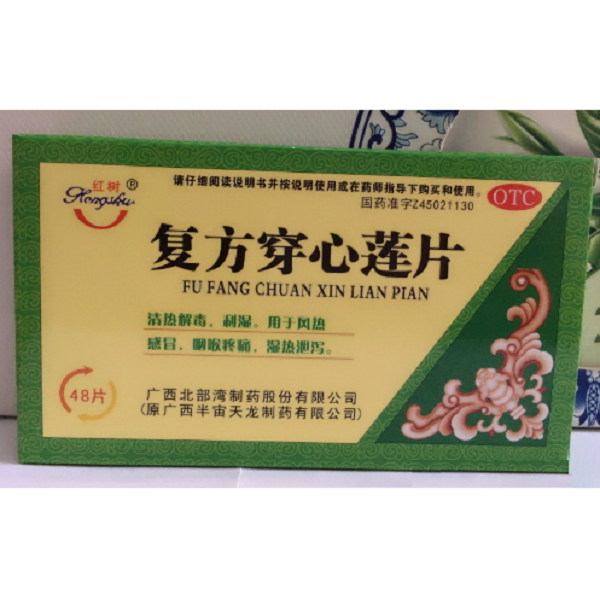 红树®
Hongshu
请仔细阅读说明书并按说明使用或在药师指导下购买和使用。
国药准字Z45021130
OTC
复方穿心莲片
FU FANG CHUAN XIN LIAN PIAN
清热解毒，利湿。用于风热
感冒，咽喉疼痛，湿热泄泻。
48片
广西北部湾制药股份有限公司
(原广西半宙天龙制药有限公司)